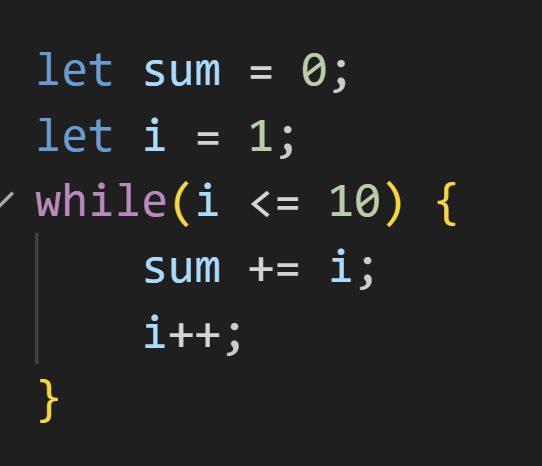 let sum = 0;
let i = 1;
while(i <= 10) {
    sum += i;
    i++;
}